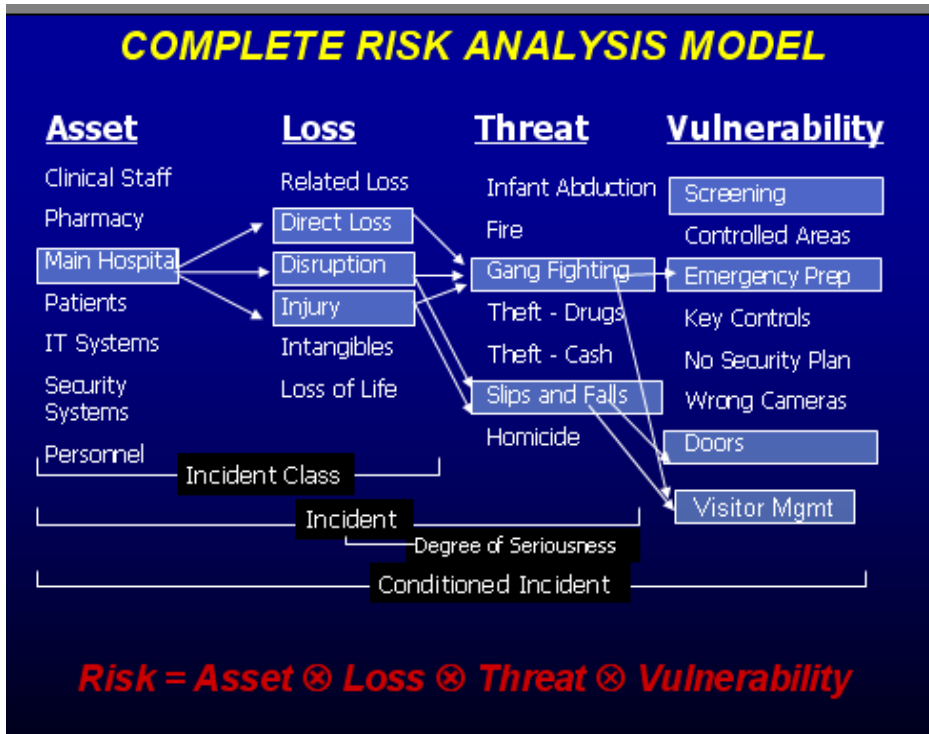 COMPLETE RISK ANALYSIS MODEL
Asset
Clinical Staff
Pharmacy
Main Hospital
Patients
IT Systems
Security
Systems
Personnel
Loss
Related Loss
Direct Loss
Disruption
Injury
Intangibles
Loss of Life
Threat
Infant Abduction
Fire
Gang Fighting
Theft - Drugs
Theft - Cash
Slips and Falls
Homicide
Vulnerability
Screening
Controlled Areas
Emergency Prep
Key Controls
No Security Plan
Wrong Cameras
Doors
Visitor Mgmt
Incident Class
Incident
Degree of Seriousness
Conditioned Incident
Risk = Asset ⊗ Loss ⊗ Threat ⊗ Vulnerability